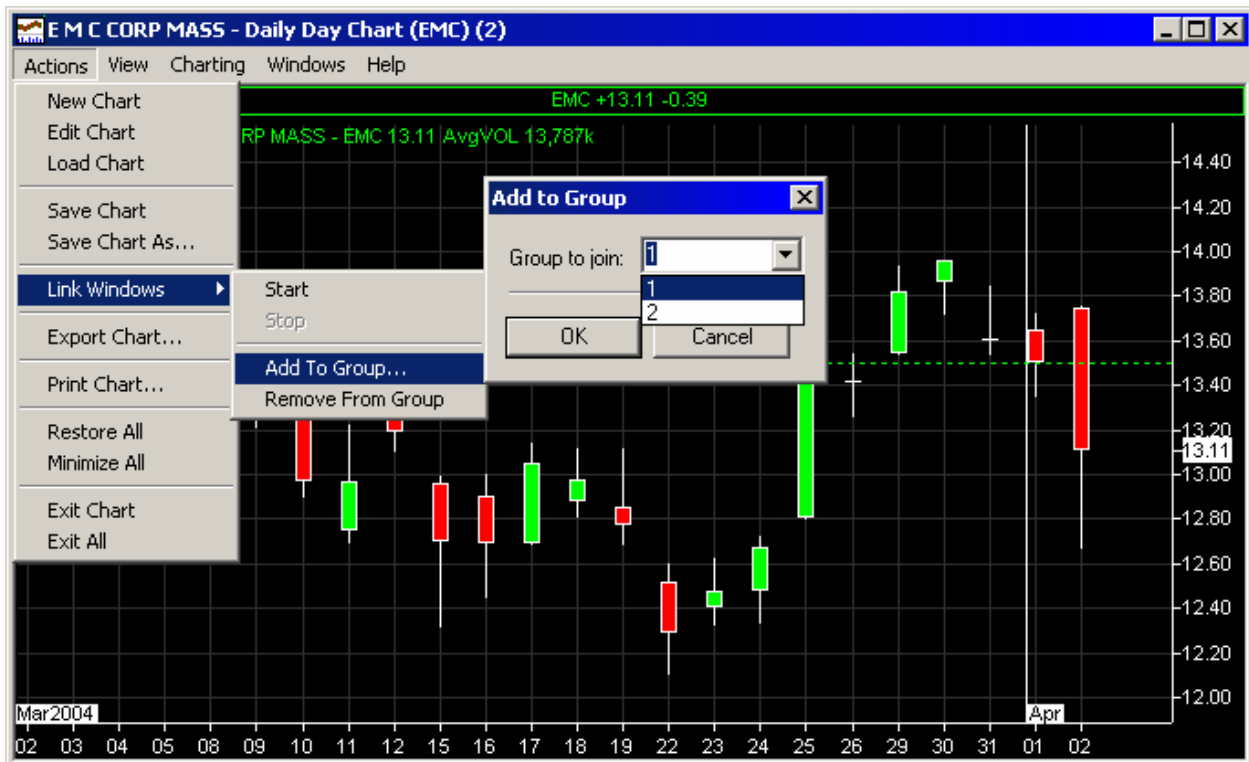 E M C CORP MASS - Daily Day Chart (EMC) (2)
Actions View Charting Windows Help
EMC +13.11 -0.39
RP MASS - EMC 13.11 AvgVOL 13,787k
New Chart
Edit Chart
Load Chart
Save Chart
Save Chart As...
Link Windows
Export Chart...
Print Chart...
Restore All
Minimize All
Exit Chart
Exit All
Start
Stop
Add To Group...
Remove From Group
Add to Group
Group to join: 1
1
2
OK Cancel
14.40
14.20
14.00
13.80
13.60
13.40
13.20
13.11
13.00
12.80
12.60
12.40
12.20
12.00
Mar2004 Apr
02 03 04 05 08 09 10 11 12 15 16 17 18 19 22 23 24 25 26 29 30 31 01 02